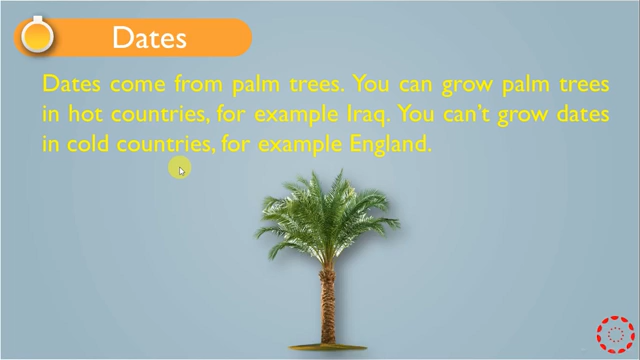 Dates
Dates come from palm trees. You can grow palm trees
in hot countries, for example Iraq. You can't grow dates
in cold countries, for example England.